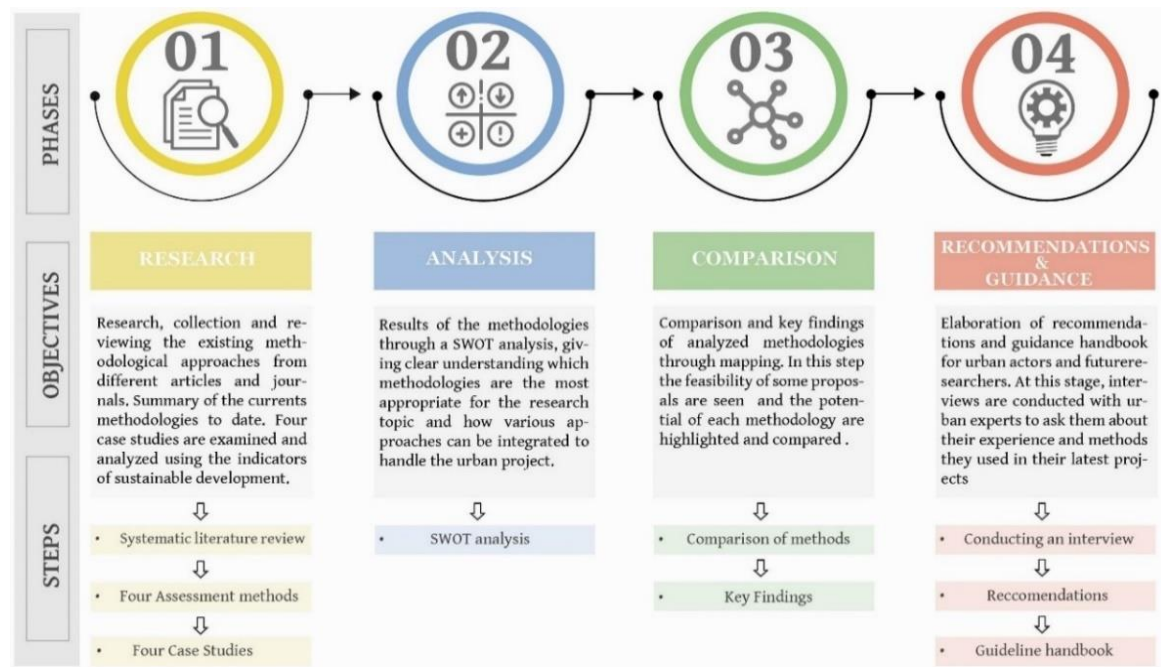 PHASES
01
02
03
04
OBJECTIVES
RESEARCH
Research, collection and re-
viewing the existing meth-
odological approaches from
different articles and jour-
nals. Summary of the currents
methodologies to date. Four
case studies are examined and
analyzed using the indicators
of sustainable development.
ANALYSIS
Results of the methodologies
through a SWOT analysis, giv-
ing clear understanding which
methodologies are the most
appropriate for the research
topic and how various ap-
proaches can be integrated to
handle the urban project.
COMPARISON
Comparison and key findings
of analyzed methodologies
through mapping. In this step
the feasibility of some propos-
als are seen and the poten-
tial of each methodology are
highlighted and compared .
RECOMMENDATIONS
&
GUIDANCE
Elaboration of recommenda-
tions and guidance handbook
for urban actors and futurere-
searchers. At this stage, inter-
views are conducted with ur-
ban experts to ask them about
their experience and methods
they used in their latest proj-
ects
STEPS
• Systematic literature review
• Four Assessment methods
• Four Case Studies
• SWOT analysis
• Comparison of methods
• Key Findings
• Conducting an interview
• Reccomendations
• Guideline handbook